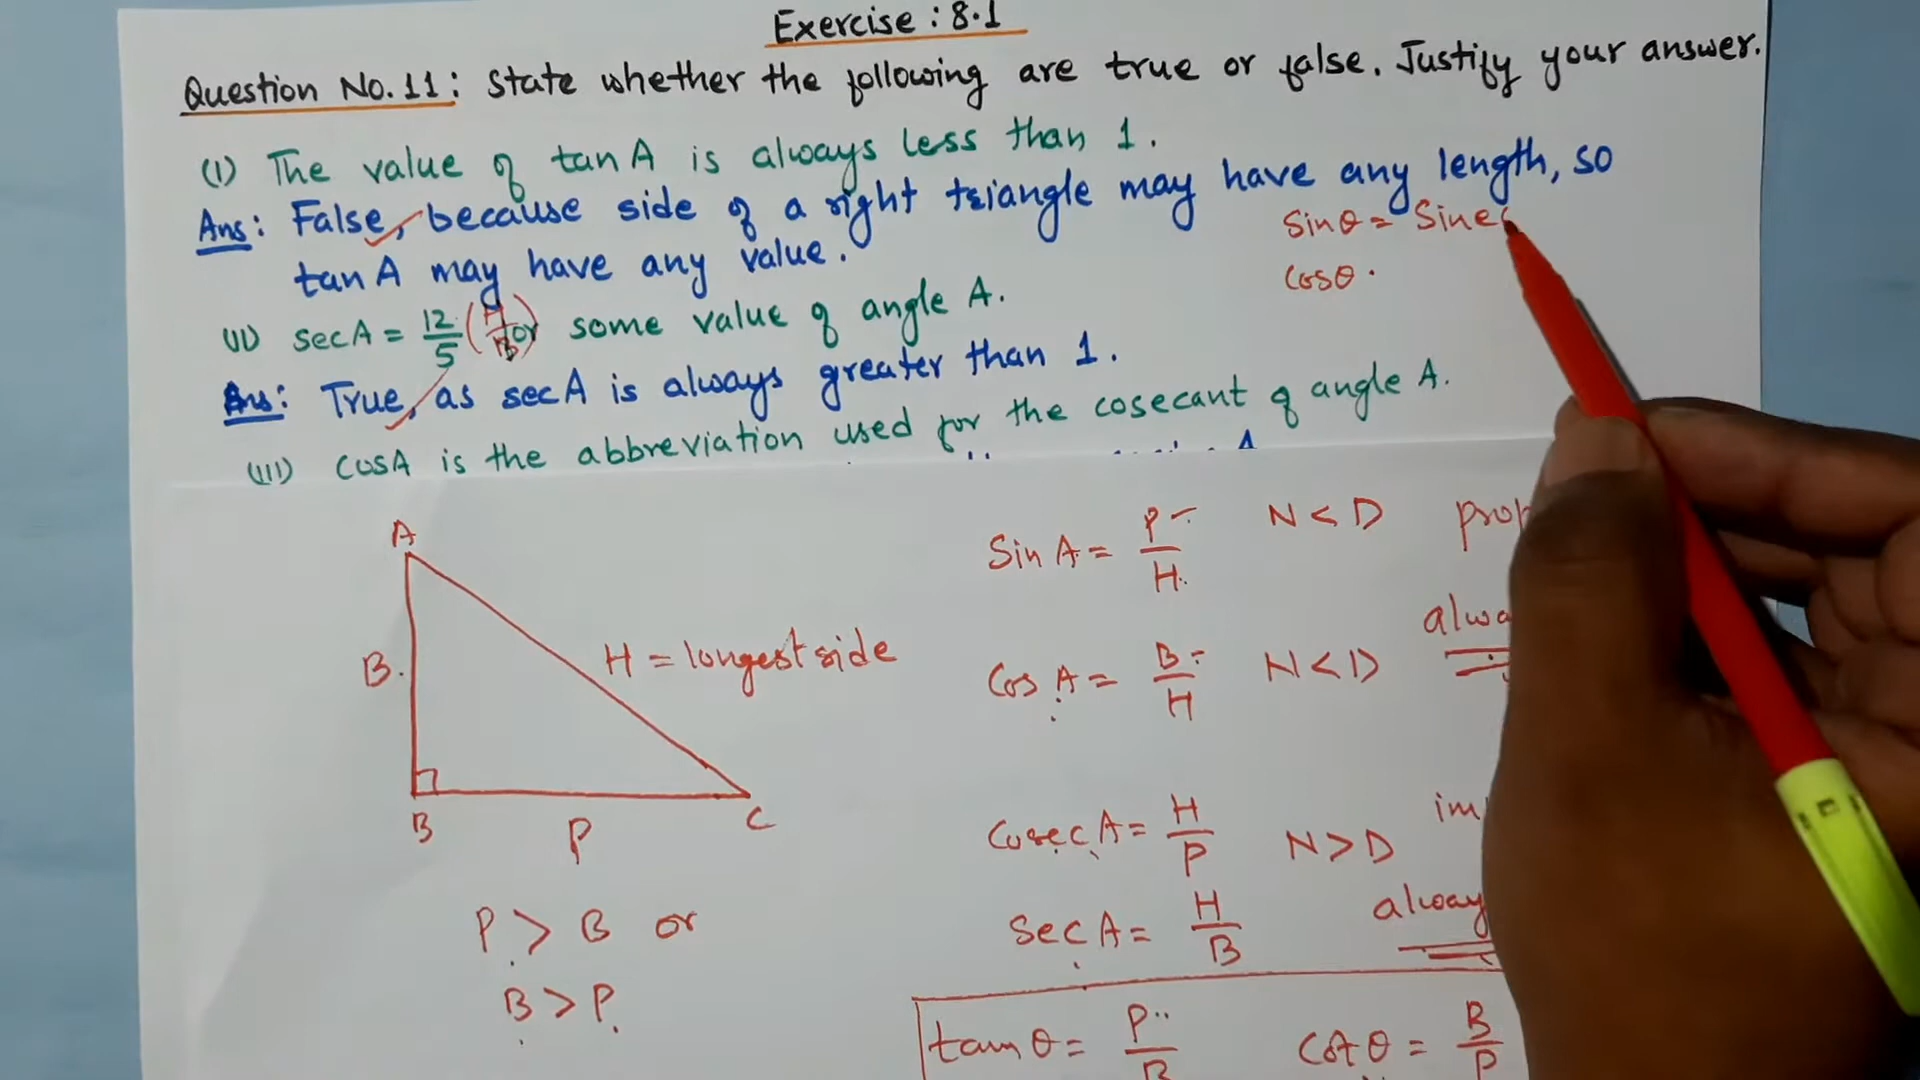 Exercise : 8.1
Question No. 11 : State whether the following are true or false. Justify your answer.
(I) The value of tan A is always less than 1.
Ans : False, because side of a right triangle may have any length, so
tan A may have any value.
sinθ = Sine
cosθ
(II) sec A = 12/5 (H/B) for some value of angle A.
Ans : True, as sec A is always greater than 1.
(III) cosA is the abbreviation used for the cosecant of angle A.
A
B
H = longest side
B
P
C
P > B or
B > P
Sin A = P/H N < D
Cos A = B/H N < D
Cosec A = H/P N > D
Sec A = H/B
tan θ = P/B cot θ = B/P